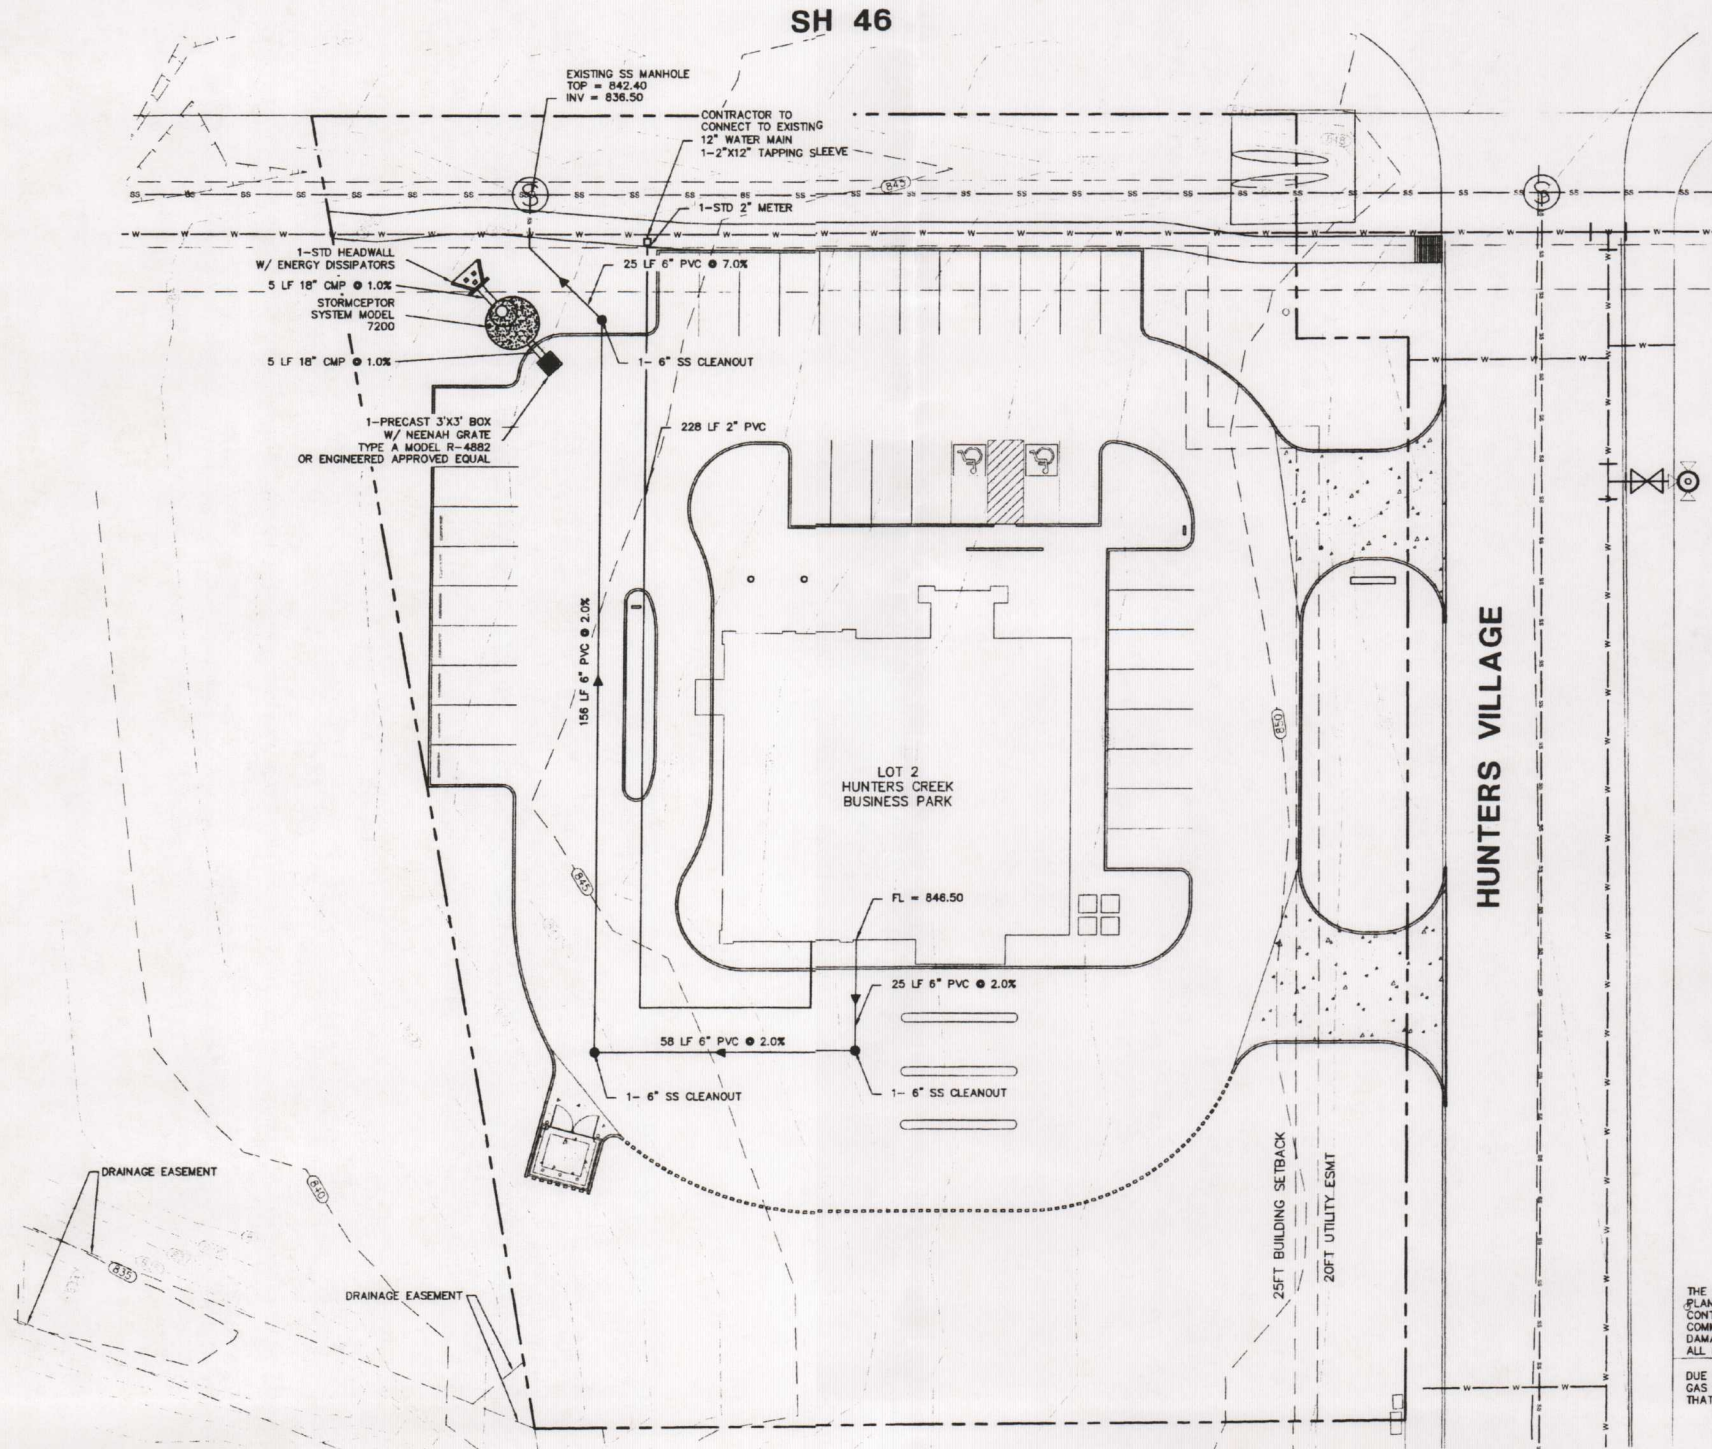 SH 46
EXISTING SS MANHOLE
TOP = 842.40
INV = 836.50
CONTRACTOR TO
CONNECT TO EXISTING
12" WATER MAIN
1-2"X12" TAPPING SLEEVE
845
1-STD 2" METER
1-STD HEADWALL
W/ ENERGY DISSIPATORS
5 LF 18" CMP @ 1.0%
STORMCEPTOR
SYSTEM MODEL
7200
5 LF 18" CMP @ 1.0%
25 LF 6" PVC @ 7.0%
1- 6" SS CLEANOUT
1-PRECAST 3'X3' BOX
W/ NEENAH GRATE
TYPE A MODEL R-4882
OR ENGINEERED APPROVED EQUAL
228 LF 2" PVC
156 LF 6" PVC @ 2.0%
LOT 2
HUNTERS CREEK
BUSINESS PARK
850
HUNTERS VILLAGE
845
FL = 846.50
25 LF 6" PVC @ 2.0%
58 LF 6" PVC @ 2.0%
1- 6" SS CLEANOUT
1- 6" SS CLEANOUT
DRAINAGE EASEMENT
840
835
DRAINAGE EASEMENT
25FT BUILDING SETBACK
20FT UTILITY ESMT
THE
PLAN
CONT
COMM
DAMA
ALL
DUE
GAS
THAT